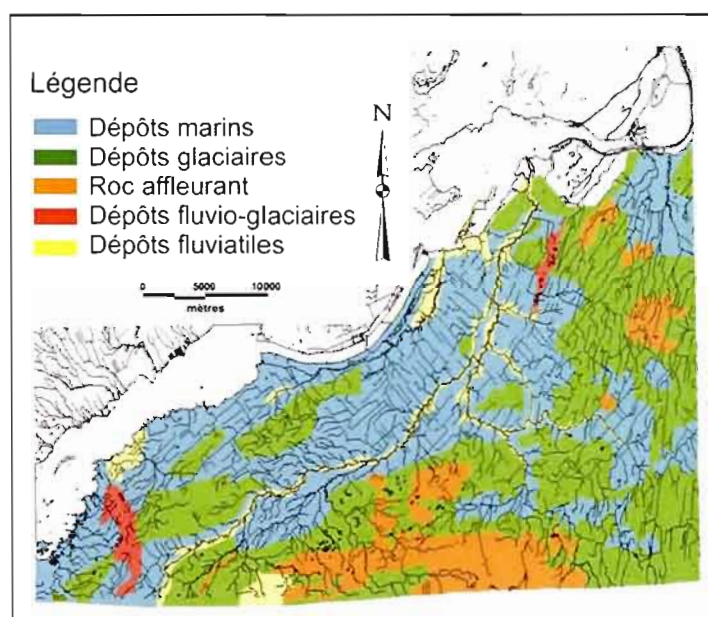 Légende
Dépôts marins
Dépôts glaciaires
Roc affleurant
Dépôts fluvio-glaciaires
Dépôts fluviatiles
N
0 5000 10000
mètres